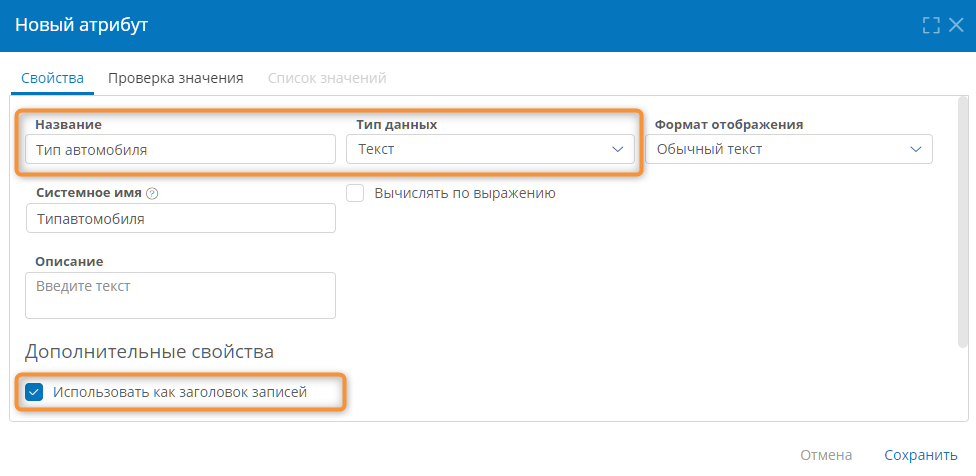 Новый атрибут
Свойства Проверка значения Список значений
Название Тип данных Формат отображения
Тип автомобиля Текст Обычный текст
Системное имя ? Вычислять по выражению
Типавтомобиля
Описание
Введите текст
Дополнительные свойства
Использовать как заголовок записей
Отмена Сохранить